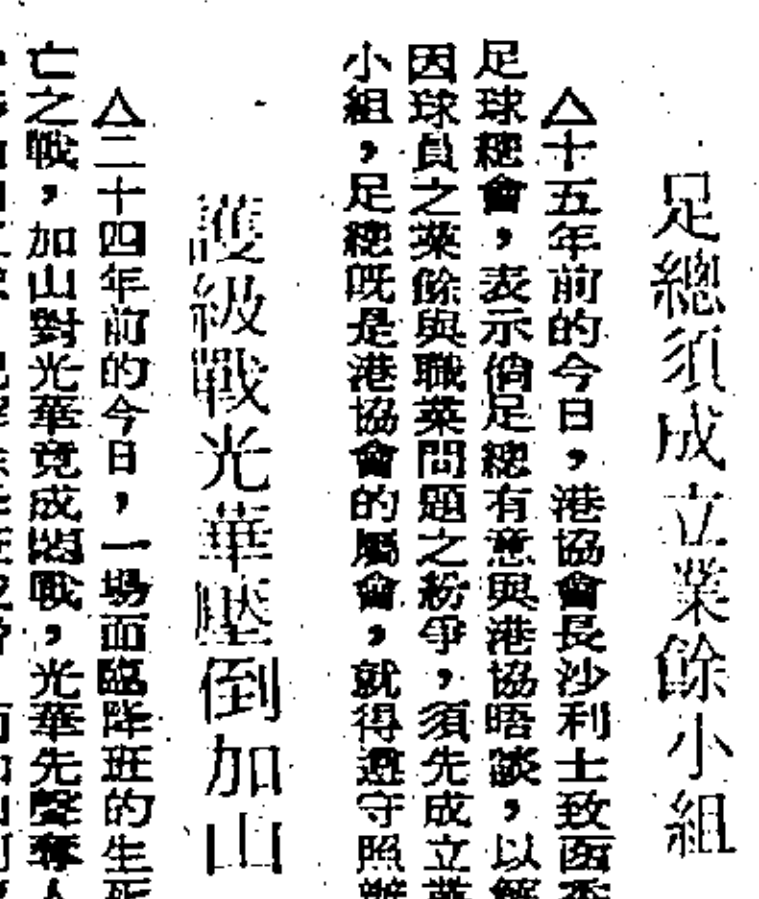 足總須成立業餘小組
△十五年前的今日，港協會長沙利士致函香
足球總會，表示倘足總有意與港協晤談，以解
因球員之業餘與職業問題之紛爭，須先成立業
小組，足總既是港協會的屬會，就得遵守照辦
護級戰光華壓倒加山
△二十四年前的今日，一場面臨降班的生死
亡之戰，加山對光華竟成悶戰，光華先聲奪人